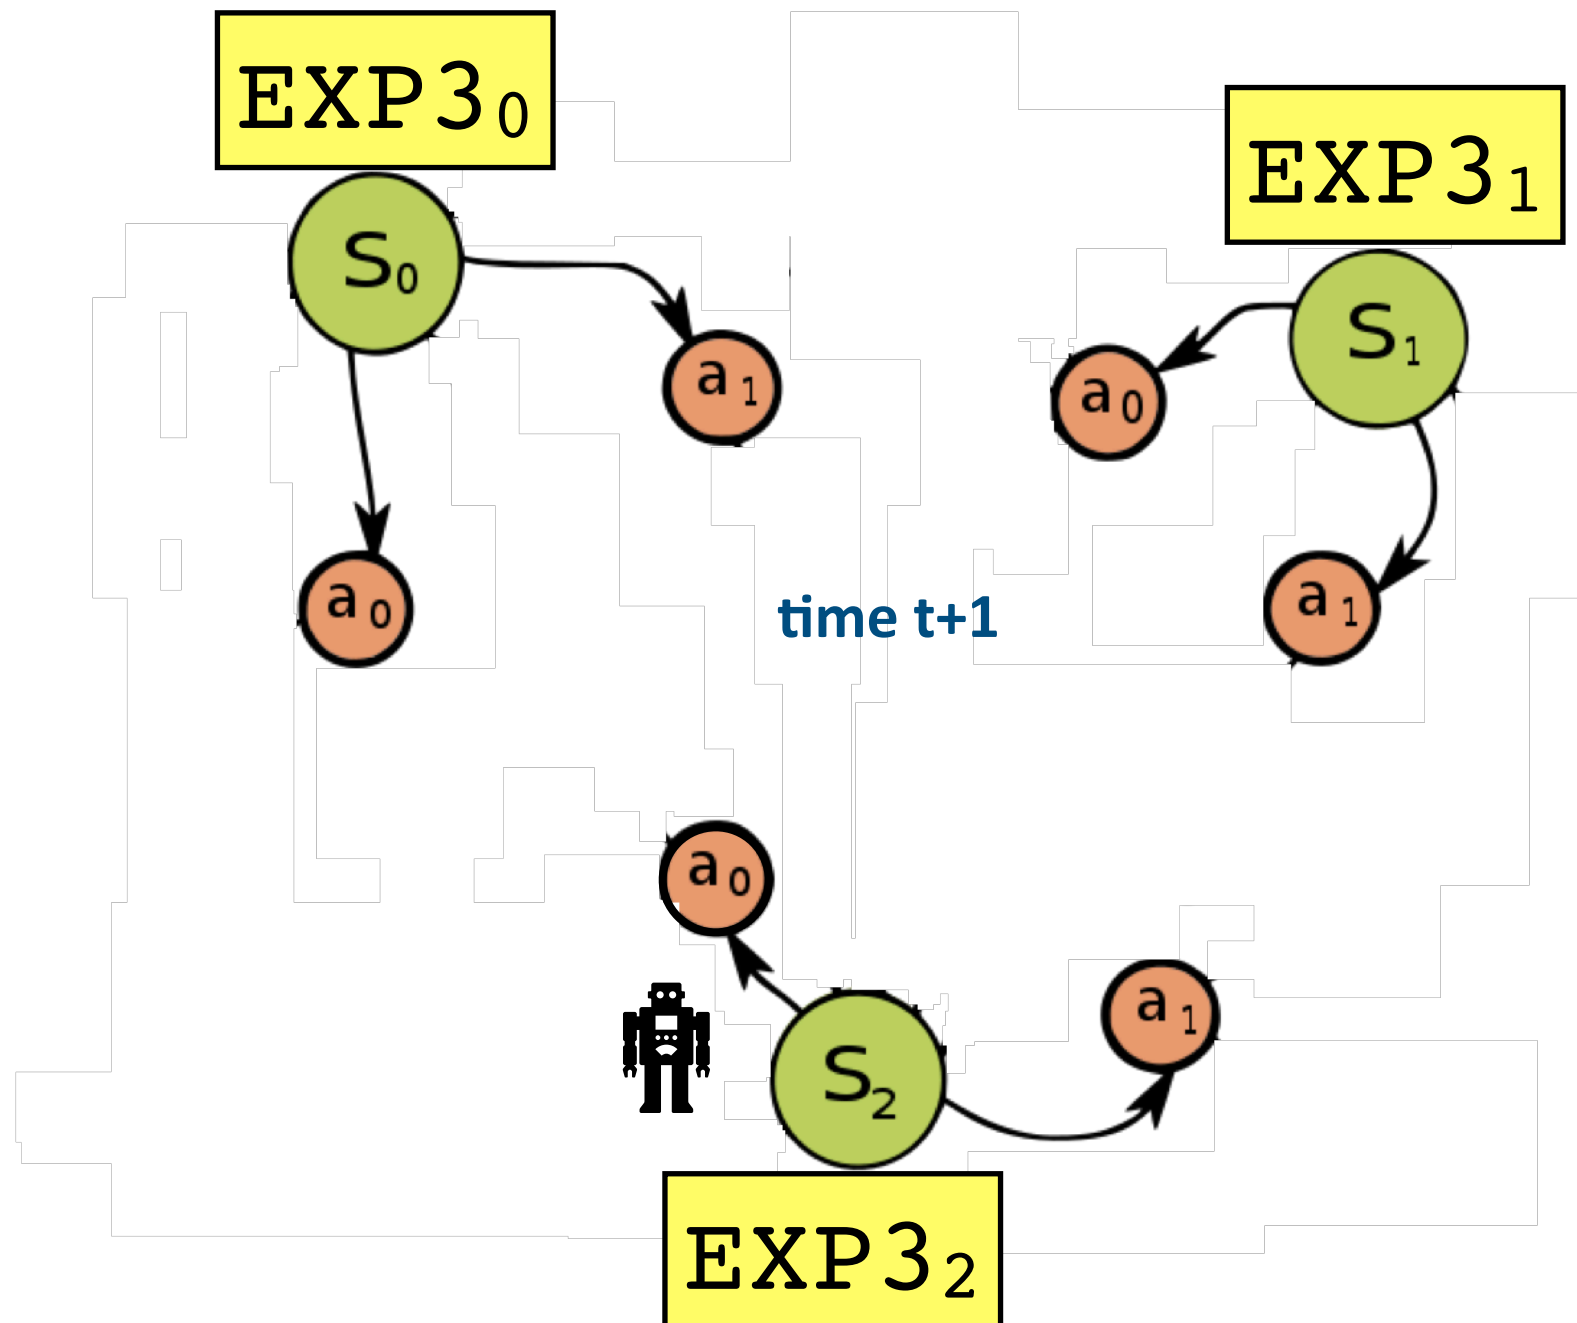 EXP3₀
EXP3₁
S₀
S₁
a₁
a₀
a₀
a₁
time t+1
a₀
a₁
S₂
EXP3₂